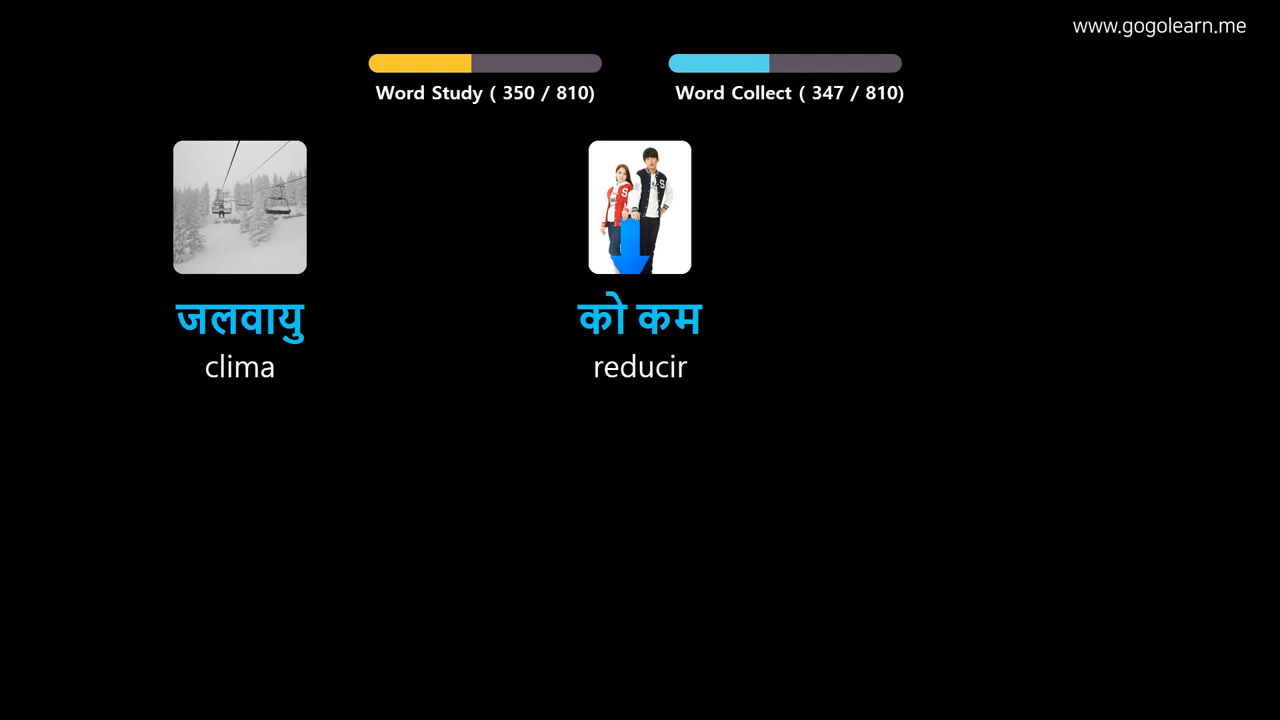 www.gogolearn.me
Word Study ( 350 / 810)
Word Collect ( 347 / 810)
जलवायु
clima
को कम
reducir